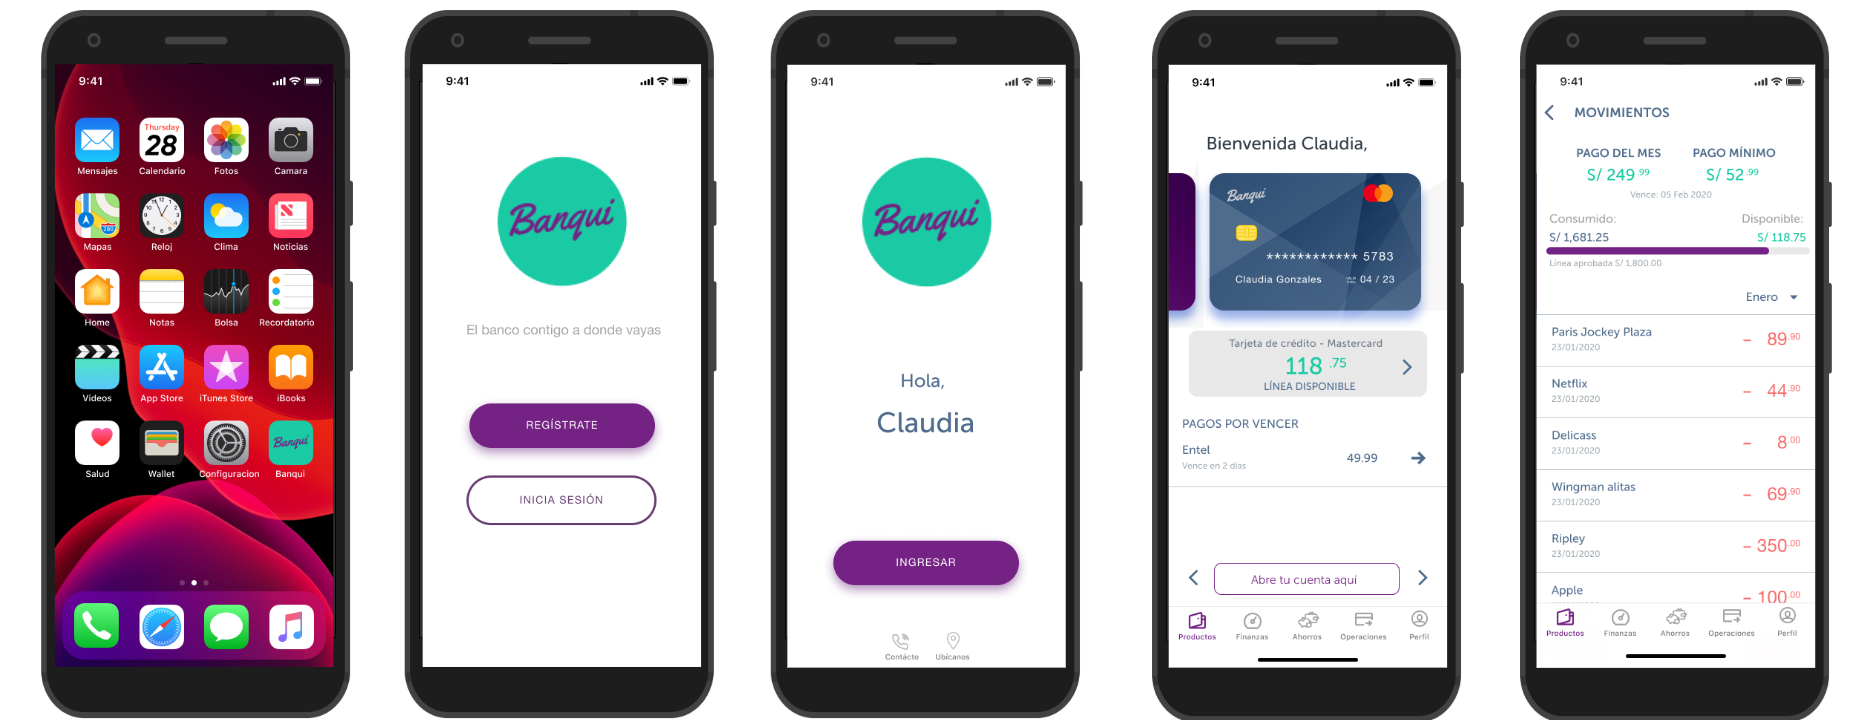 9:41
Thursday
28
Mensajes Calendario Fotos Camara
280
Mapas Reloj Clima Noticias
Home Notas Bolsa Recordatorio
Videos App Store iTunes Store iBooks
Banqui
Salud Wallet Configuracion Banqui
9:41
Banqui
El banco contigo a donde vayas
REGÍSTRATE
INICIA SESIÓN
9:41
Banqui
Hola,
Claudia
INGRESAR
Contácto Ubícanos
9:41
Bienvenida Claudia,
Banqui
************ 5783
Claudia Gonzales 04 / 23
Tarjeta de crédito - Mastercard
118 .75
LÍNEA DISPONIBLE
PAGOS POR VENCER
Entel
49.99
Vence en 2 días
Abre tu cuenta aquí
Productos Finanzas Ahorros Operaciones Perfil
9:41
MOVIMIENTOS
PAGO DEL MES PAGO MÍNIMO
S/ 249 .99 S/ 52 .99
Vence: 05 Feb 2020
Consumido: Disponible:
S/ 1,681.25 S/ 118.75
Línea aprobada S/ 1,800.00
Enero
Paris Jockey Plaza
– 89.90
23/01/2020
Netflix
– 44.90
23/01/2020
Delicass
– 8.00
23/01/2020
Wingman alitas
– 69.90
23/01/2020
Ripley
– 350.00
23/01/2020
Apple
– 100.00
Productos Finanzas Ahorros Operaciones Perfil